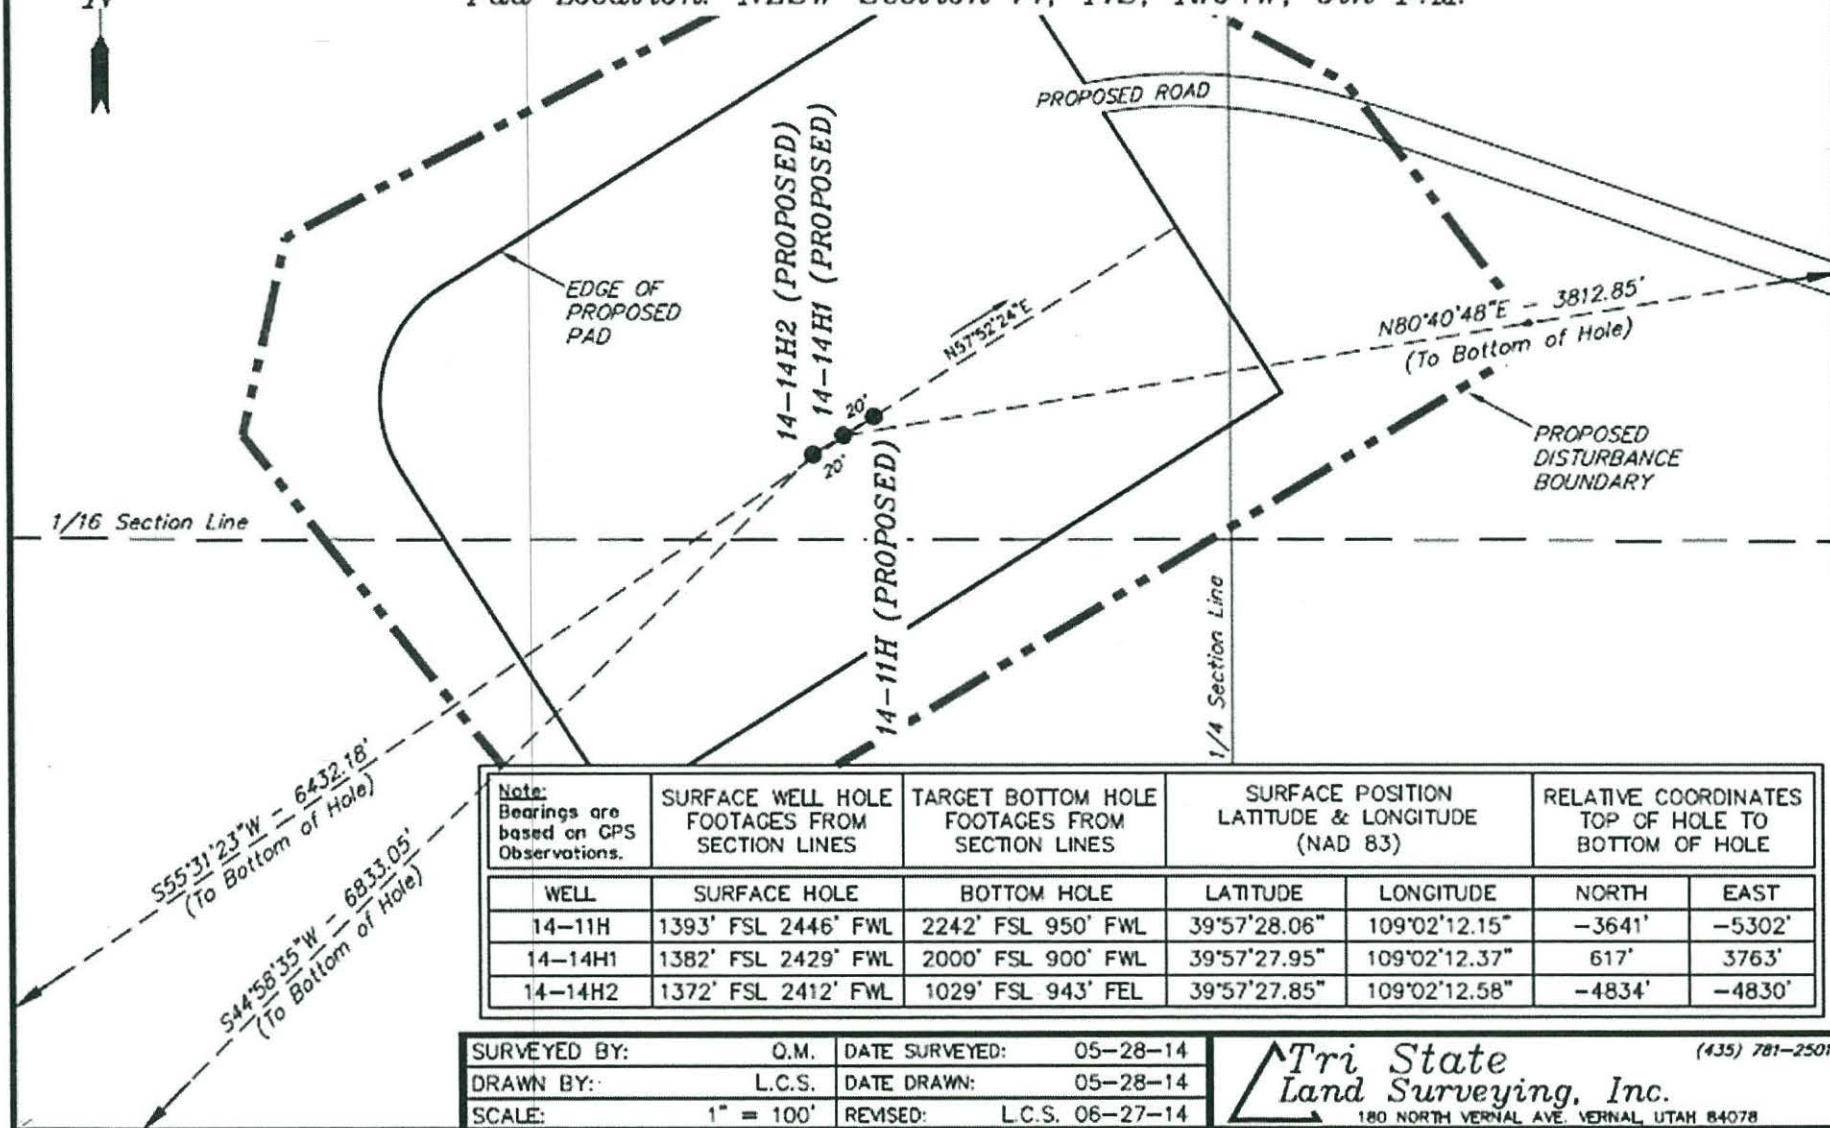 N
Pad Location: NESW Section 14, T1S, R104W, 6th P.M.
PROPOSED ROAD
14-14H2 (PROPOSED)
14-14H1 (PROPOSED)
EDGE OF
PROPOSED
PAD
N57°52'24"E
N80°40'48"E - 3812.85'
(To Bottom of Hole)
20'
20'
14-11H (PROPOSED)
PROPOSED
DISTURBANCE
BOUNDARY
1/16 Section Line
1/4 Section Line
S55°31'23"W - 6432.18'
(To Bottom of Hole)
S44°58'35"W - 6833.05'
(To Bottom of Hole)
Note:
Bearings are
based on GPS
Observations.
SURFACE WELL HOLE
FOOTAGES FROM
SECTION LINES
TARGET BOTTOM HOLE
FOOTAGES FROM
SECTION LINES
SURFACE POSITION
LATITUDE & LONGITUDE
(NAD 83)
RELATIVE COORDINATES
TOP OF HOLE TO
BOTTOM OF HOLE
WELL SURFACE HOLE BOTTOM HOLE LATITUDE LONGITUDE NORTH EAST
14-11H 1393' FSL 2446' FWL 2242' FSL 950' FWL 39°57'28.06" 109°02'12.15" -3641' -5302'
14-14H1 1382' FSL 2429' FWL 2000' FSL 900' FWL 39°57'27.95" 109°02'12.37" 617' 3763'
14-14H2 1372' FSL 2412' FWL 1029' FSL 943' FEL 39°57'27.85" 109°02'12.58" -4834' -4830'
SURVEYED BY: O.M. DATE SURVEYED: 05-28-14
DRAWN BY: L.C.S. DATE DRAWN: 05-28-14
SCALE: 1" = 100' REVISED: L.C.S. 06-27-14
Tri State (435) 781-2501
Land Surveying, Inc.
180 NORTH VERNAL AVE. VERNAL, UTAH 84078